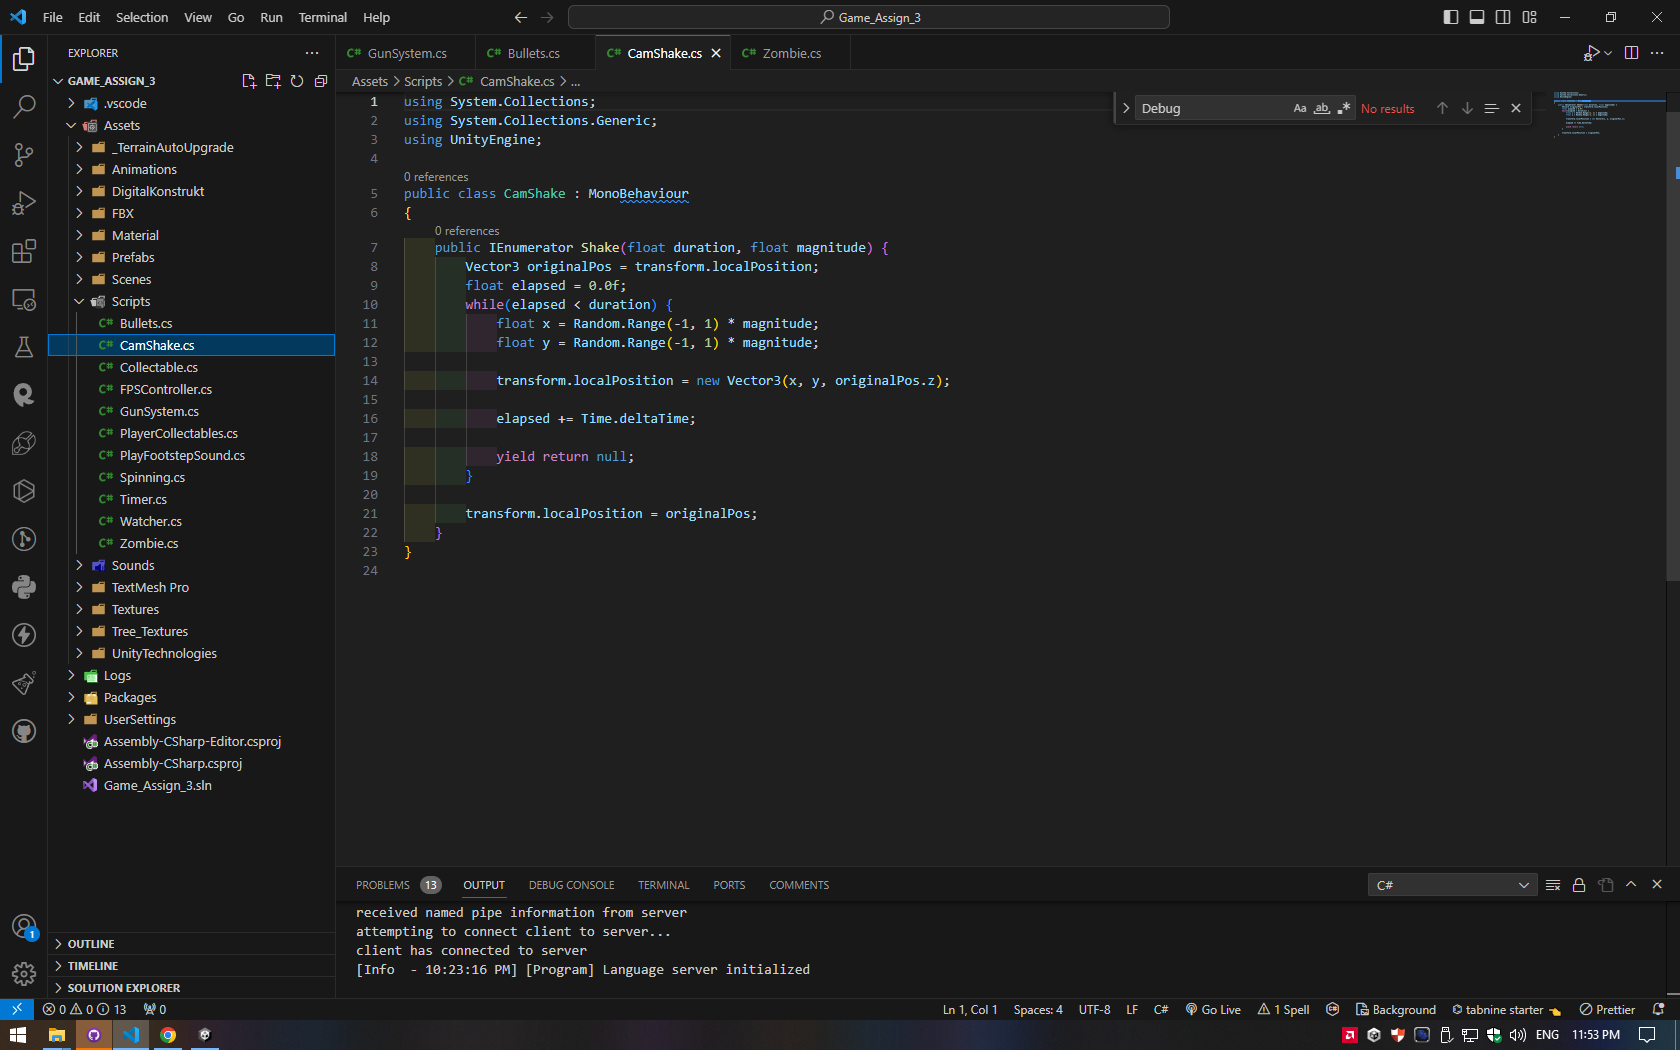 File Edit Selection View Go Run Terminal Help
Game_Assign_3
EXPLORER
GunSystem.cs
Bullets.cs
CamShake.cs
Zombie.cs
GAME_ASSIGN_3
Assets > Scripts > CamShake.cs > ...
.vscode
Assets
_TerrainAutoUpgrade
Animations
DigitalKonstrukt
FBX
Material
Prefabs
Scenes
Scripts
Bullets.cs
CamShake.cs
Collectable.cs
FPSController.cs
GunSystem.cs
PlayerCollectables.cs
PlayFootstepSound.cs
Spinning.cs
Timer.cs
Watcher.cs
Zombie.cs
Sounds
TextMesh Pro
Textures
Tree_Textures
UnityTechnologies
Logs
Packages
UserSettings
Assembly-CSharp-Editor.csproj
Assembly-CSharp.csproj
Game_Assign_3.sln
OUTLINE
TIMELINE
SOLUTION EXPLORER
Debug Aa ab No results
1 using System.Collections;
2 using System.Collections.Generic;
3 using UnityEngine;
4
0 references
5 public class CamShake : MonoBehaviour
6 {
0 references
7 public IEnumerator Shake(float duration, float magnitude) {
8 Vector3 originalPos = transform.localPosition;
9 float elapsed = 0.0f;
10 while(elapsed < duration) {
11 float x = Random.Range(-1, 1) * magnitude;
12 float y = Random.Range(-1, 1) * magnitude;
13
14 transform.localPosition = new Vector3(x, y, originalPos.z);
15
16 elapsed += Time.deltaTime;
17
18 yield return null;
19 }
20
21 transform.localPosition = originalPos;
22 }
23 }
24
PROBLEMS 13 OUTPUT DEBUG CONSOLE TERMINAL PORTS COMMENTS
C#
received named pipe information from server
attempting to connect client to server...
client has connected to server
[Info  - 10:23:16 PM] [Program] Language server initialized
1
0 0 13 0
Ln 1, Col 1 Spaces: 4 UTF-8 LF C# Go Live 1 Spell Background tabnine starter Prettier
ENG 11:53 PM